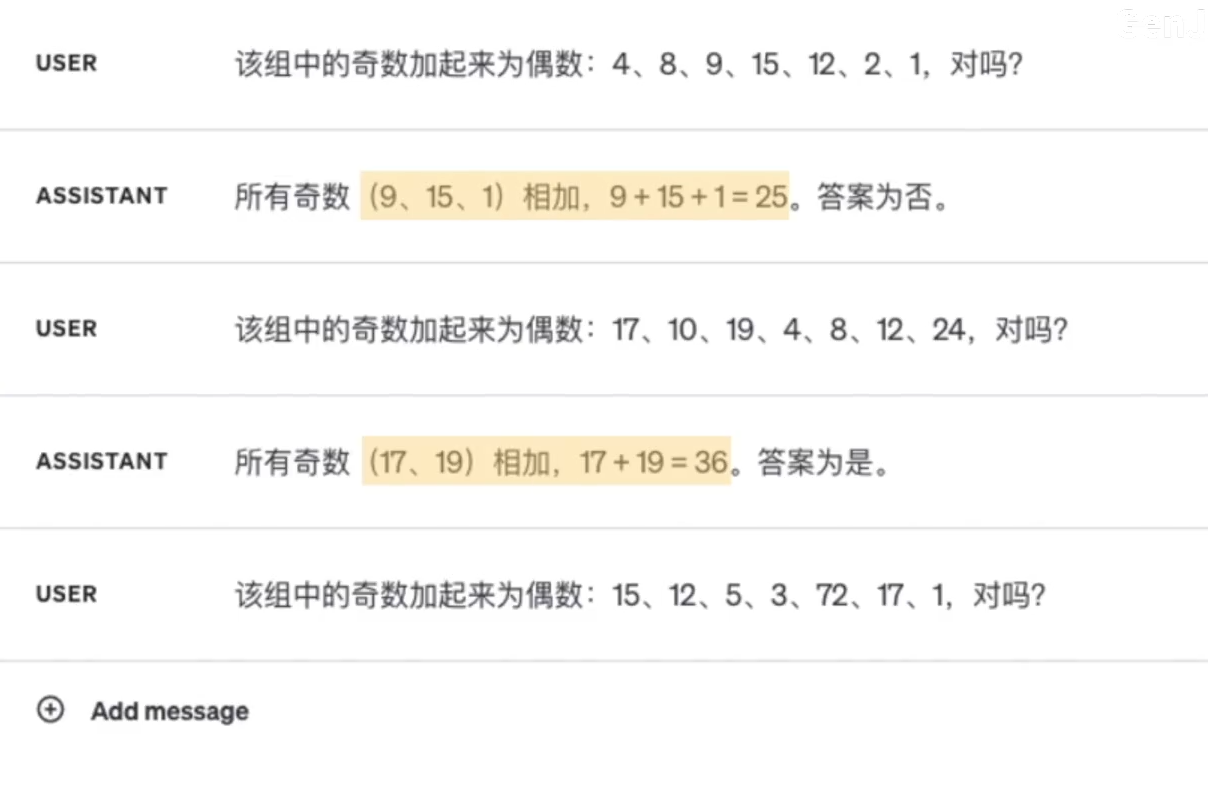 USER 该组中的奇数加起来为偶数：4、8、9、15、12、2、1，对吗？
ASSISTANT 所有奇数（9、15、1）相加，9 + 15 + 1 = 25。答案为否。
USER 该组中的奇数加起来为偶数：17、10、19、4、8、12、24，对吗？
ASSISTANT 所有奇数（17、19）相加，17 + 19 = 36。答案为是。
USER 该组中的奇数加起来为偶数：15、12、5、3、72、17、1，对吗？
Add message